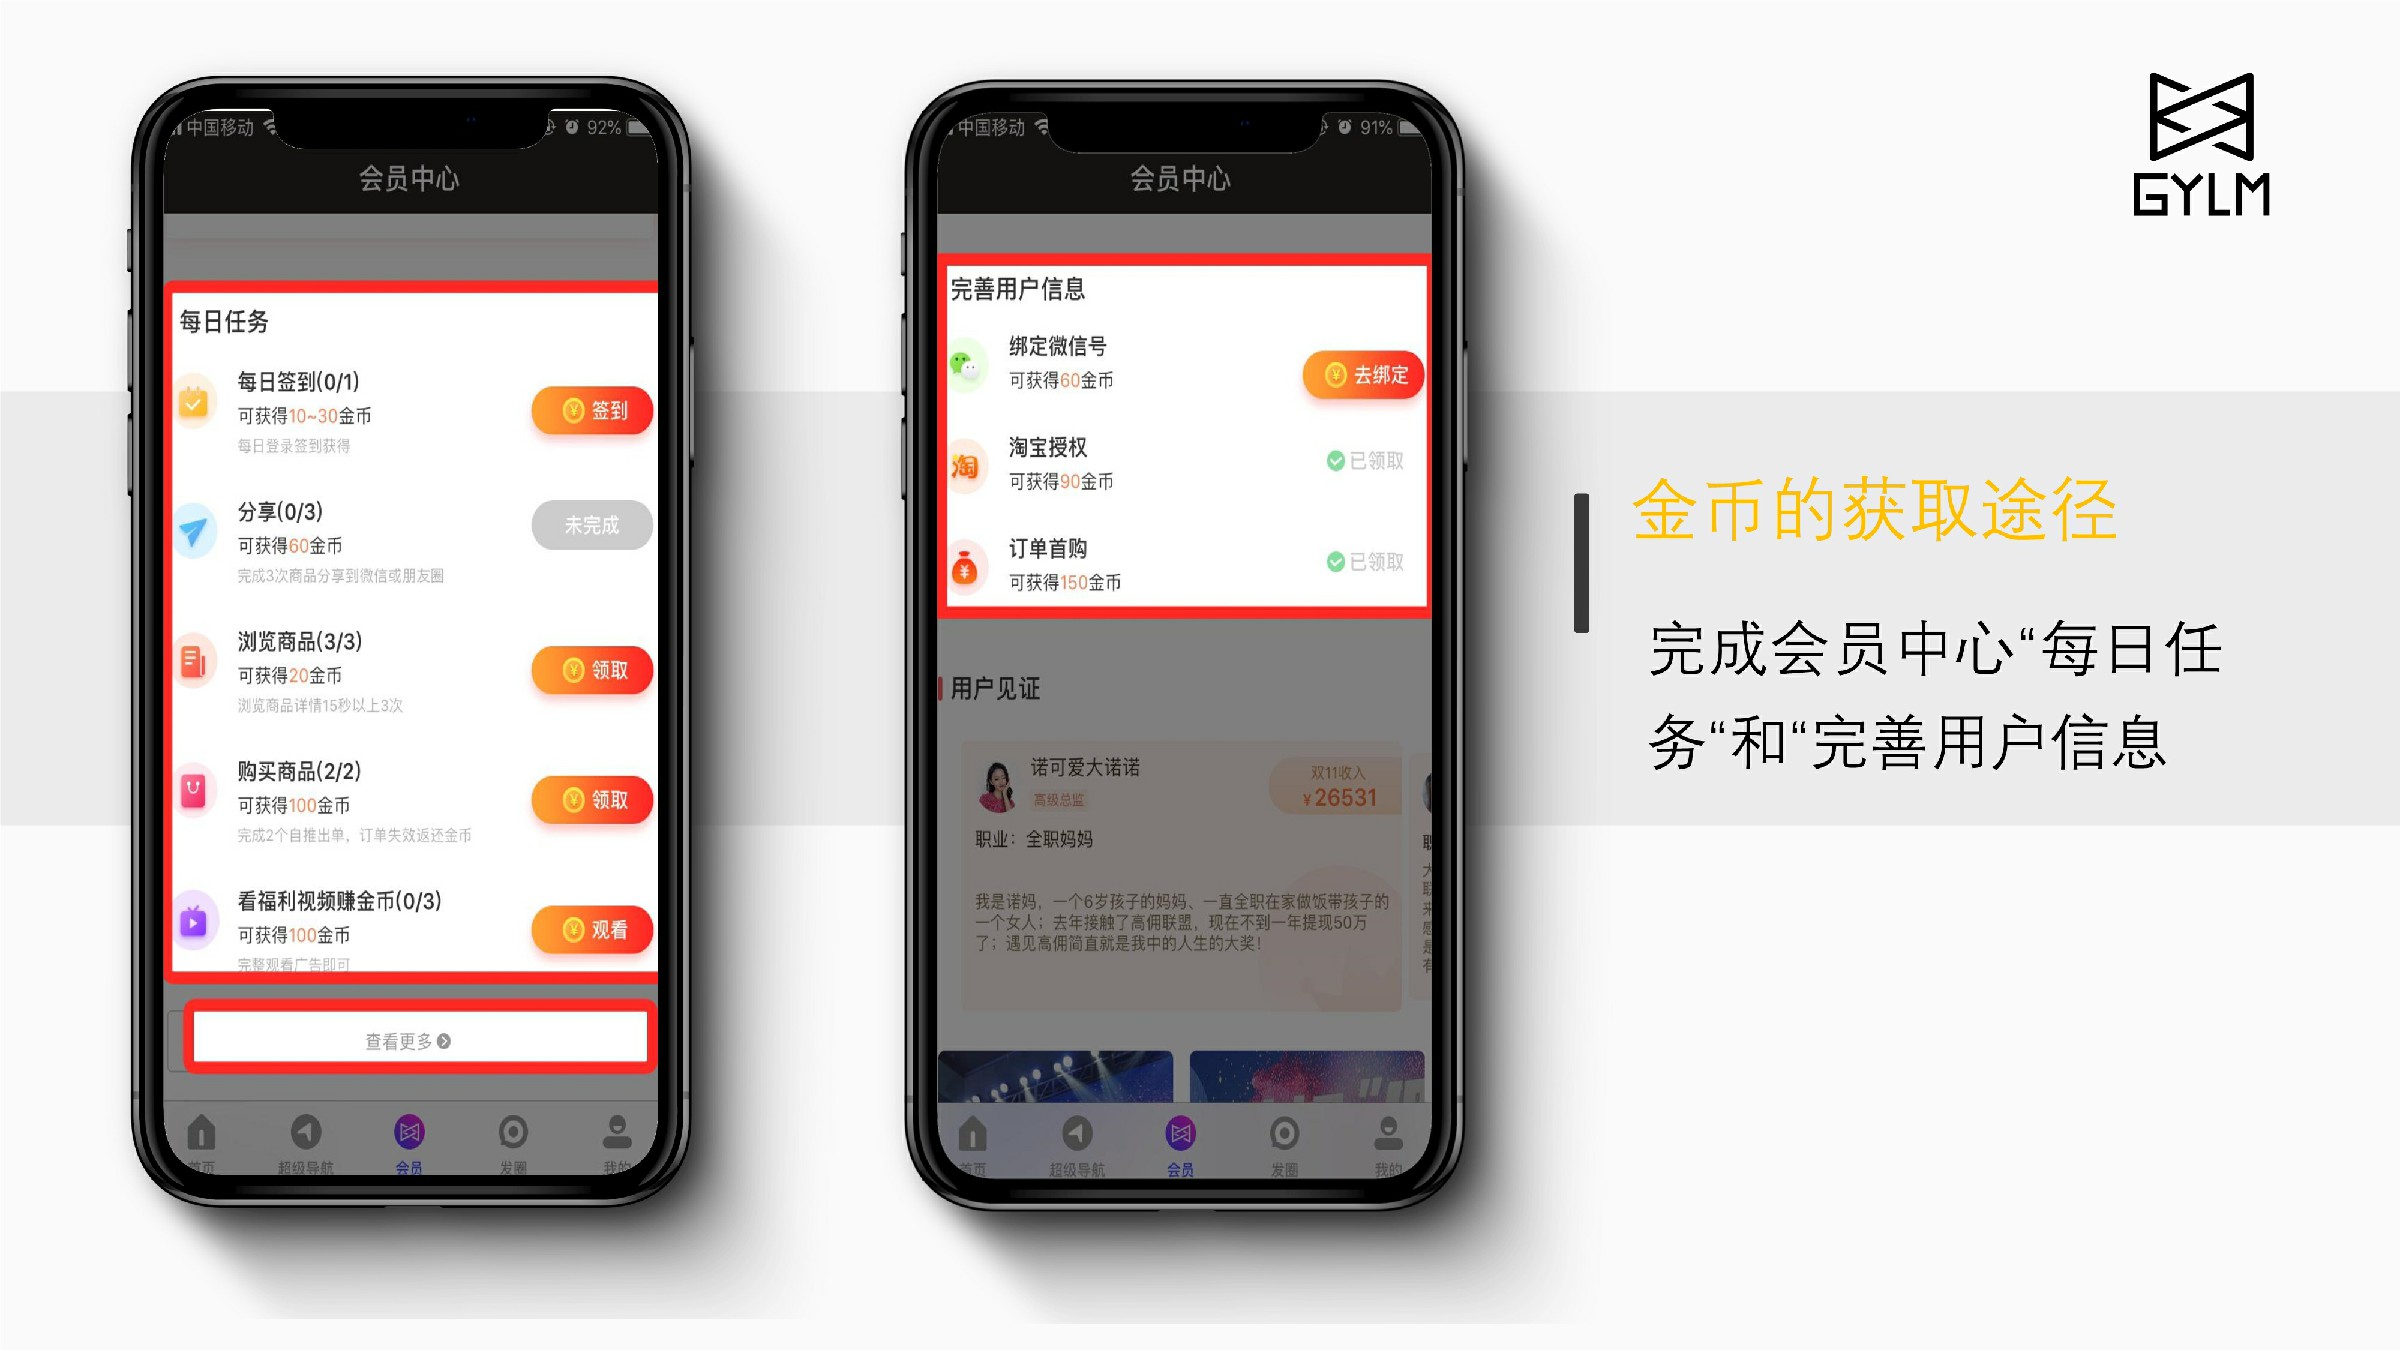 中国移动
92%
会员中心
每日任务
每日签到(0/1)
可获得10~30金币
每日登录签到获得
签到
分享(0/3)
可获得60金币
完成3次商品分享到微信或朋友圈
未完成
浏览商品(3/3)
可获得20金币
浏览商品详情15秒以上3次
领取
购买商品(2/2)
可获得100金币
完成2个自推出单，订单失效返还金币
领取
看福利视频赚金币(0/3)
可获得100金币
完整观看广告即可
观看
查看更多
首页
超级导航
会员
发圈
我的
中国移动
91%
会员中心
完善用户信息
绑定微信号
可获得60金币
去绑定
淘
淘宝授权
可获得90金币
已领取
订单首购
可获得150金币
已领取
用户见证
诺可爱大诺诺
高级总监
双11收入
¥26531
职业：全职妈妈
我是诺妈，一个6岁孩子的妈妈、一直全职在家做饭带孩子的
一个女人；去年接触了高佣联盟，现在不到一年提现50万
了；遇见高佣简直就是我中的人生的大奖！
首页
超级导航
会员
发圈
我的
GYLM
金币的获取途径
完成会员中心“每日任
务“和“完善用户信息